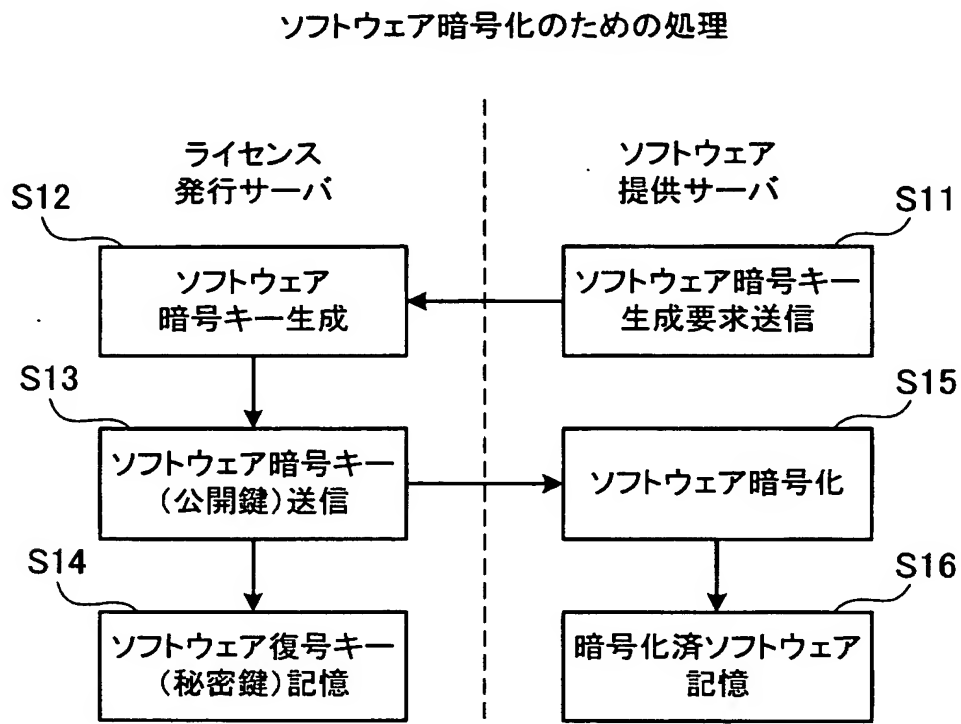 ソフトウェア暗号化のための処理
ライセンス
発行サーバ
ソフトウェア
提供サーバ
S12
S11
ソフトウェア
暗号キー生成
ソフトウェア暗号キー
生成要求送信
S13
S15
ソフトウェア暗号キー
(公開鍵)送信
ソフトウェア暗号化
S14
S16
ソフトウェア復号キー
(秘密鍵)記憶
暗号化済ソフトウェア
記憶